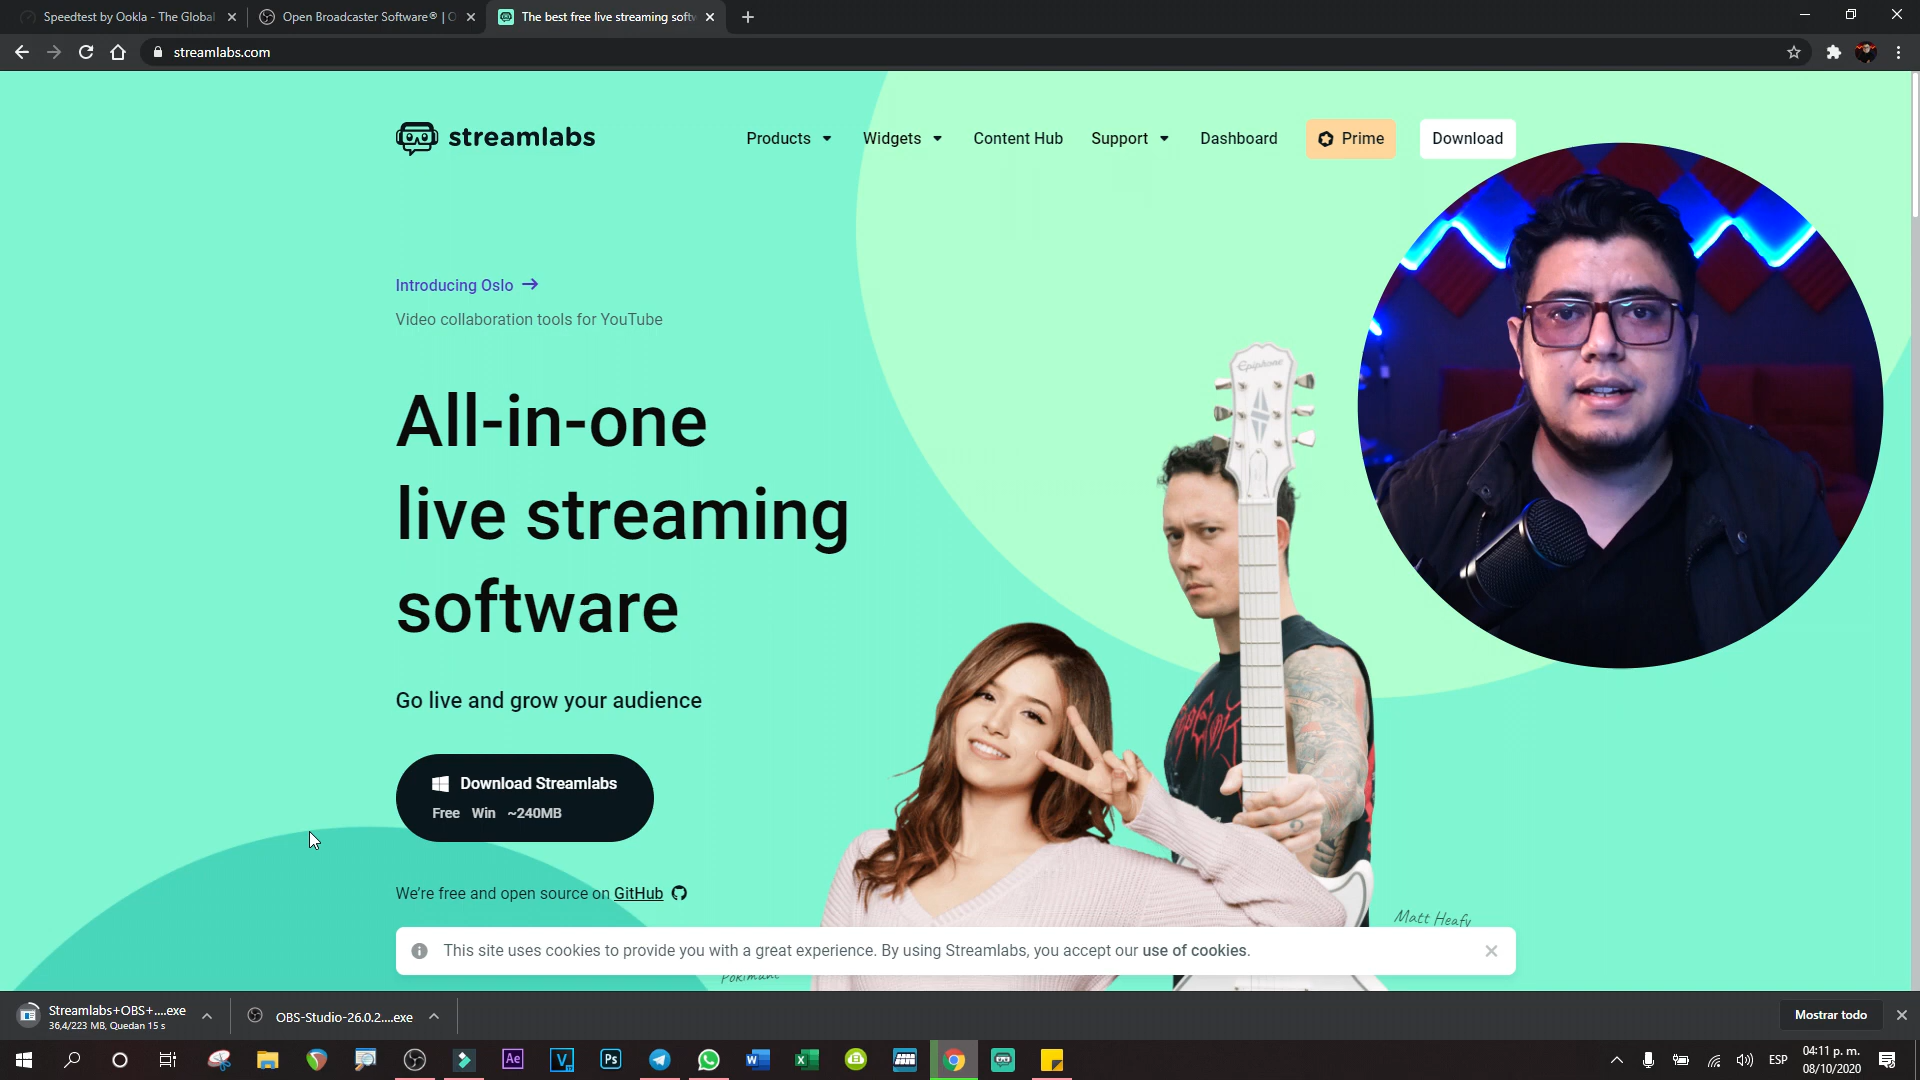 Speedtest by Ookla - The Global
Open Broadcaster Software® | O
The best free live streaming softw
streamlabs.com
streamlabs
Products
Widgets
Content Hub
Support
Dashboard
Prime
Download
Introducing Oslo
Video collaboration tools for YouTube
Epiphone
All-in-one
live streaming
software
Go live and grow your audience
Download Streamlabs
Free Win ~240MB
We're free and open source on GitHub
Matt Heafy
This site uses cookies to provide you with a great experience. By using Streamlabs, you accept our use of cookies.
Pokimane
Streamlabs+OBS+....exe
36,4/223 MB, Quedan 15 s
OBS-Studio-26.0.2....exe
Mostrar todo
Ae
V
Ps
ESP
04:11 p. m.
08/10/2020